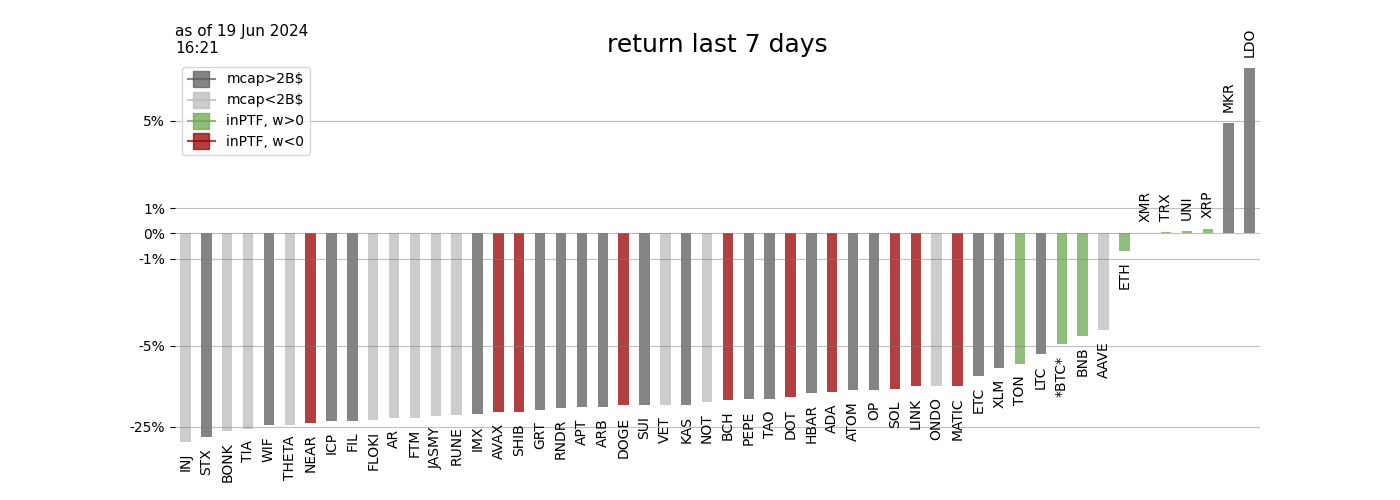 as of 19 Jun 2024
16:21
return last 7 days
mcap>2B$
mcap<2B$
inPTF, w>0
inPTF, w<0
5%
1%
0%
-1%
-5%
-25%
INJ
STX
BONK
TIA
WIF
THETA
NEAR
ICP
FIL
FLOKI
AR
FTM
JASMY
RUNE
IMX
AVAX
SHIB
GRT
RNDR
APT
ARB
DOGE
SUI
VET
KAS
NOT
BCH
PEPE
TAO
DOT
HBAR
ADA
ATOM
OP
SOL
LINK
ONDO
MATIC
ETC
XLM
TON
LTC
*BTC*
BNB
AAVE
ETH
XMR
TRX
UNI
XRP
MKR
LDO